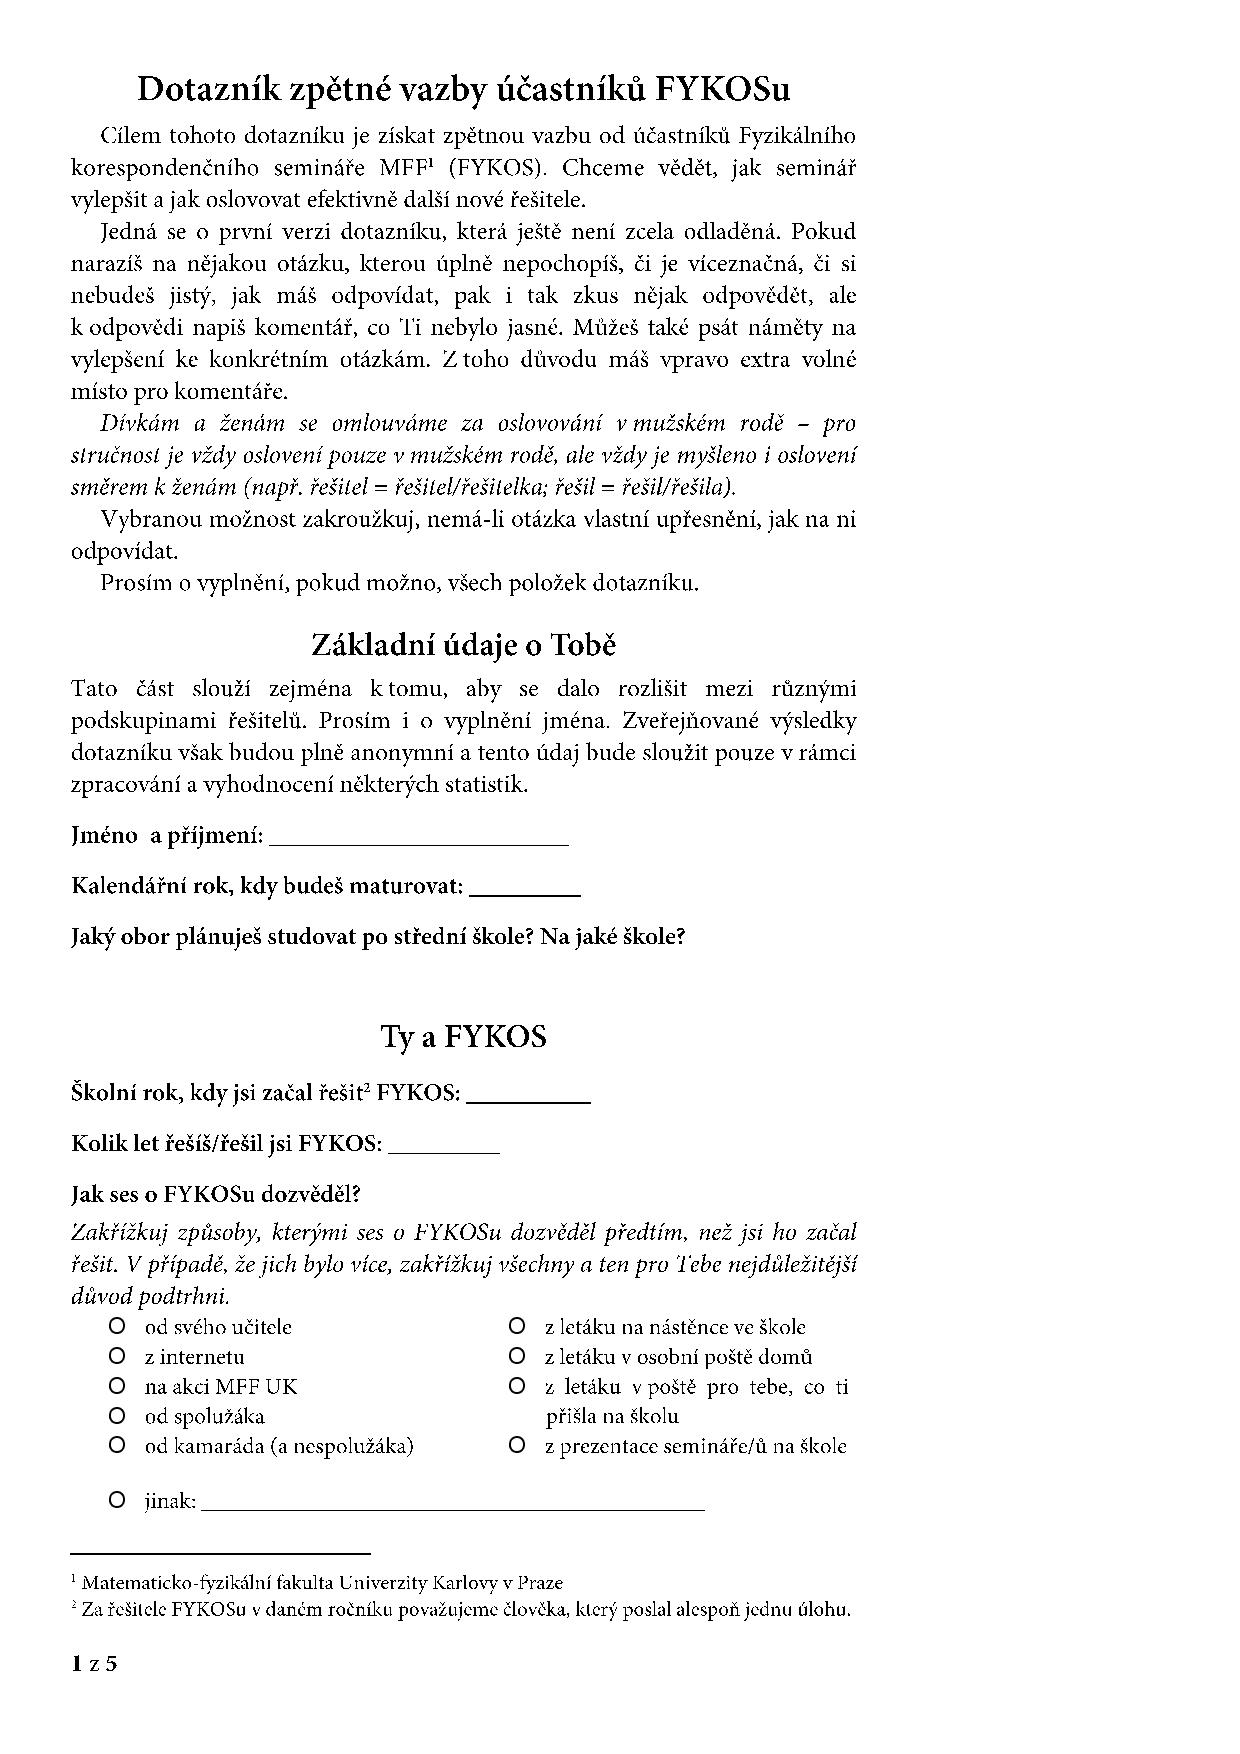 Dotazník zpětné vazby účastníků FYKOSu
Cílem tohoto dotazníku je získat zpětnou vazbu od účastníků Fyzikálního
korespondenčního semináře MFF¹ (FYKOS). Chceme vědět, jak seminář
vylepšit a jak oslovovat efektivně další nové řešitele.
Jedná se o první verzi dotazníku, která ještě není zcela odladěná. Pokud
narazíš na nějakou otázku, kterou úplně nepochopíš, či je víceznačná, či si
nebudeš jistý, jak máš odpovídat, pak i tak zkus nějak odpovědět, ale
k odpovědi napiš komentář, co Ti nebylo jasné. Můžeš také psát náměty na
vylepšení ke konkrétním otázkám. Z toho důvodu máš vpravo extra volné
místo pro komentáře.
Dívkám a ženám se omlouváme za oslovování v mužském rodě – pro
stručnost je vždy oslovení pouze v mužském rodě, ale vždy je myšleno i oslovení
směrem k ženám (např. řešitel = řešitel/řešitelka; řešil = řešil/řešila).
Vybranou možnost zakroužkuj, nemá-li otázka vlastní upřesnění, jak na ni
odpovídat.
Prosím o vyplnění, pokud možno, všech položek dotazníku.
Základní údaje o Tobě
Tato část slouží zejména k tomu, aby se dalo rozlišit mezi různými
podskupinami řešitelů. Prosím i o vyplnění jména. Zveřejňované výsledky
dotazníku však budou plně anonymní a tento údaj bude sloužit pouze v rámci
zpracování a vyhodnocení některých statistik.
Jméno a příjmení: ________________________
Kalendářní rok, kdy budeš maturovat: _________
Jaký obor plánuješ studovat po střední škole? Na jaké škole?
Ty a FYKOS
Školní rok, kdy jsi začal řešit² FYKOS: __________
Kolik let řešíš/řešil jsi FYKOS: _________
Jak ses o FYKOSu dozvěděl?
Zakřížkuj způsoby, kterými ses o FYKOSu dozvěděl předtím, než jsi ho začal
řešit. V případě, že jich bylo více, zakřížkuj všechny a ten pro Tebe nejdůležitější
důvod podtrhni.
O od svého učitele
O z internetu
O na akci MFF UK
O od spolužáka
O od kamaráda (a nespolužáka)
O z letáku na nástěnce ve škole
O z letáku v osobní poště domů
O z letáku v poště pro tebe, co ti
přišla na školu
O z prezentace semináře/ů na škole
O jinak: ________________________________________
¹ Matematicko-fyzikální fakulta Univerzity Karlovy v Praze
² Za řešitele FYKOSu v daném ročníku považujeme člověka, který poslal alespoň jednu úlohu.
1 z 5